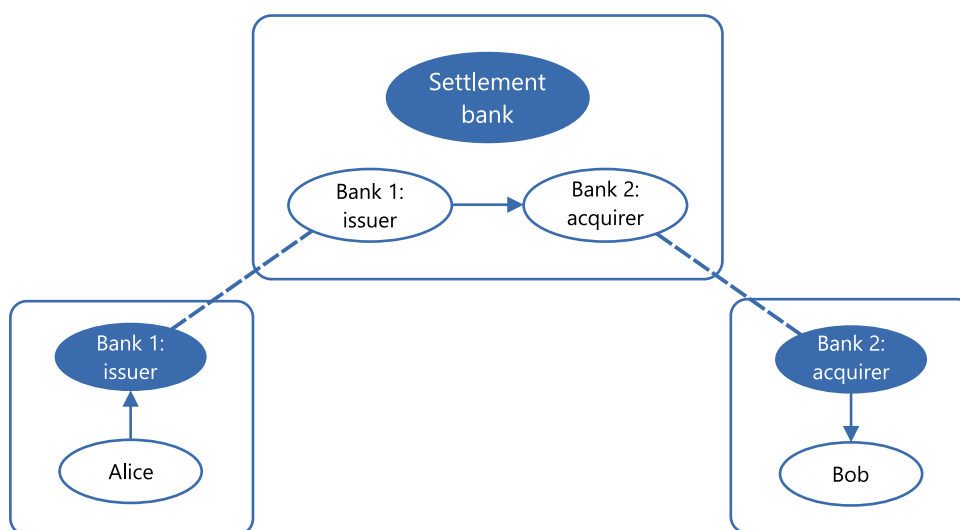 Settlement
bank
Bank 1:
issuer
Bank 2:
acquirer
Bank 1:
issuer
Alice
Bank 2:
acquirer
Bob